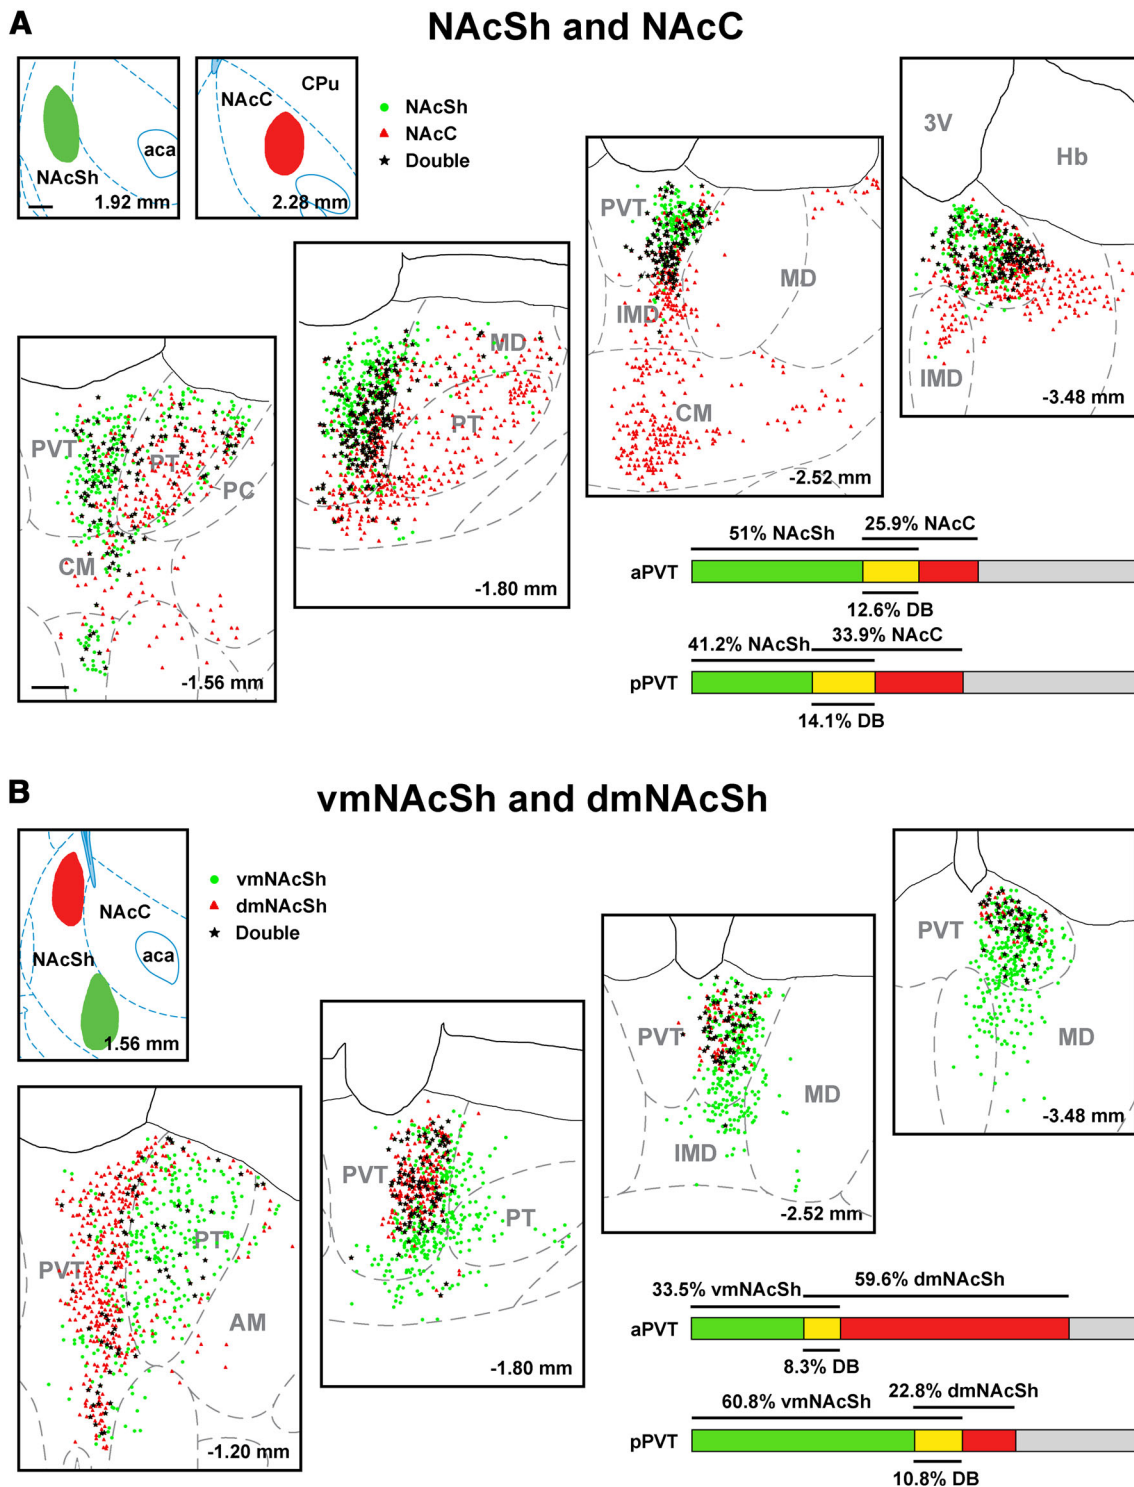 A
NAcSh and NAcC
NAcSh
aca
1.92 mm
NAcC
CPu
2.28 mm
NAcSh
NAcC
Double
PVT
PT
PC
CM
-1.56 mm
MD
PT
-1.80 mm
PVT
MD
IMD
CM
-2.52 mm
3V
Hb
IMD
-3.48 mm
51% NAcSh
25.9% NAcC
aPVT
12.6% DB
41.2% NAcSh
33.9% NAcC
pPVT
14.1% DB
B
vmNAcSh and dmNAcSh
NAcC
NAcSh
aca
1.56 mm
vmNAcSh
dmNAcSh
Double
PVT
PT
AM
-1.20 mm
PVT
PT
-1.80 mm
PVT
MD
IMD
-2.52 mm
PVT
MD
-3.48 mm
33.5% vmNAcSh
59.6% dmNAcSh
aPVT
8.3% DB
60.8% vmNAcSh
22.8% dmNAcSh
pPVT
10.8% DB